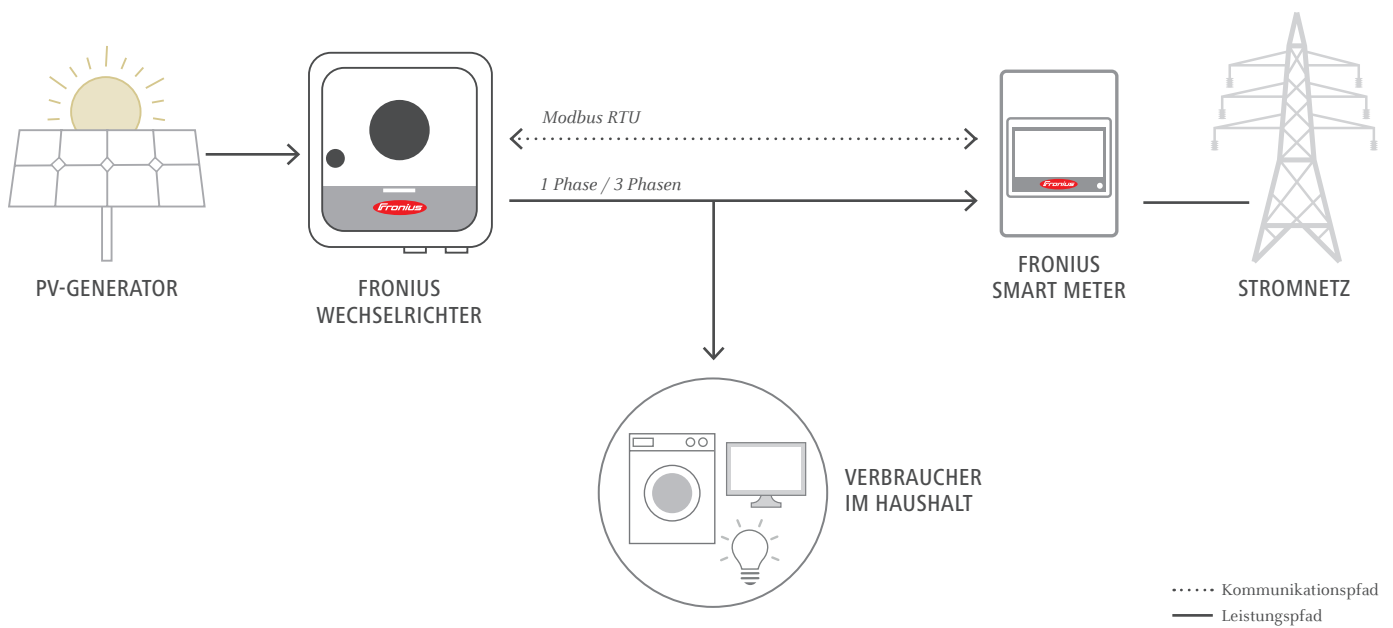 Modbus RTU
1 Phase / 3 Phasen
Fronius
Fronius
PV-GENERATOR
FRONIUS
WECHSELRICHTER
FRONIUS
SMART METER
STROMNETZ
VERBRAUCHER
IM HAUSHALT
Kommunikationspfad
Leistungspfad